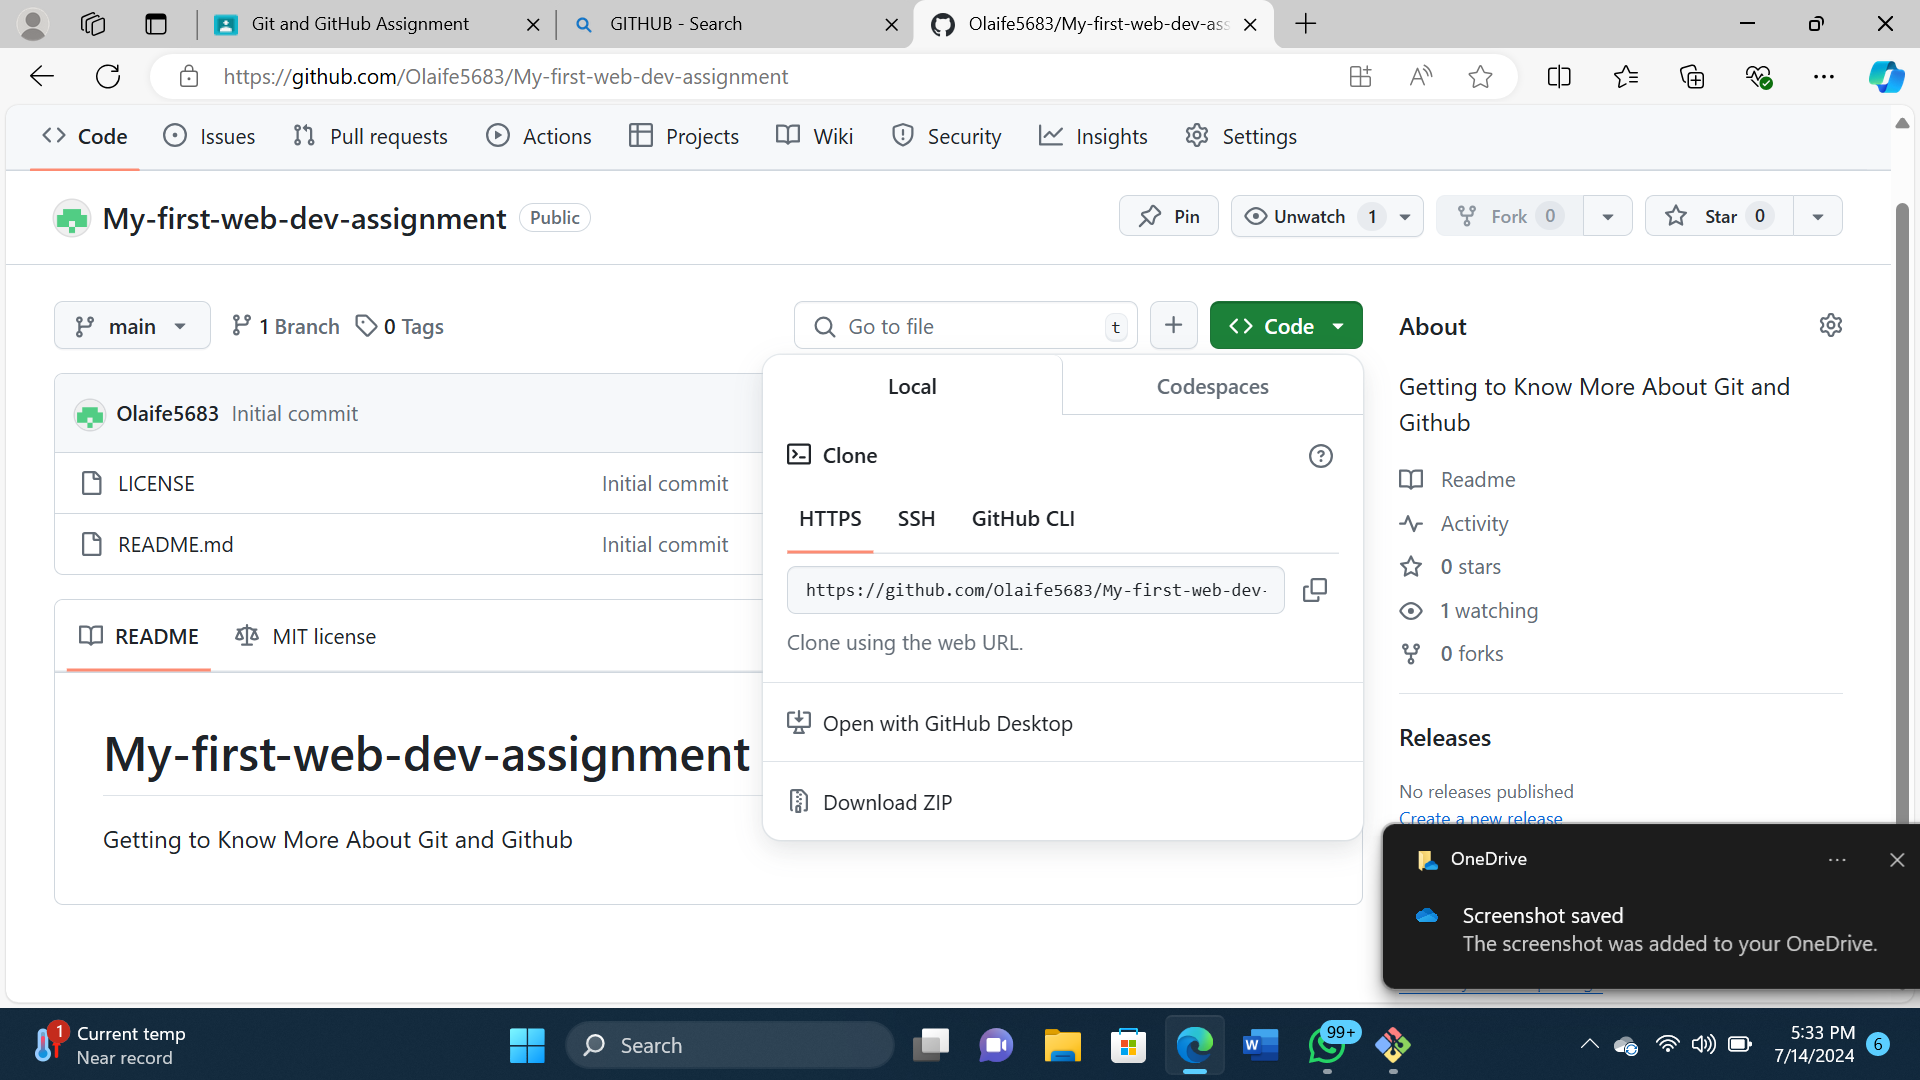 Git and GitHub Assignment
GITHUB - Search
Olaife5683/My-first-web-dev-ass
https://github.com/Olaife5683/My-first-web-dev-assignment
Code
Issues
Pull requests
Actions
Projects
Wiki
Security
Insights
Settings
My-first-web-dev-assignment
Public
Pin
Unwatch 1
Fork 0
Star 0
main
1 Branch
0 Tags
Go to file
t
Code
Olaife5683 Initial commit
LICENSE Initial commit
README.md Initial commit
README
MIT license
My-first-web-dev-assignment
Getting to Know More About Git and Github
Local
Codespaces
Clone
HTTPS
SSH
GitHub CLI
https://github.com/Olaife5683/My-first-web-dev-
Clone using the web URL.
Open with GitHub Desktop
Download ZIP
About
Getting to Know More About Git and
Github
Readme
Activity
0 stars
1 watching
0 forks
Releases
No releases published
Create a new release
OneDrive
Screenshot saved
The screenshot was added to your OneDrive.
1
Current temp
Near record
Search
W
99+
5:33 PM
7/14/2024
6